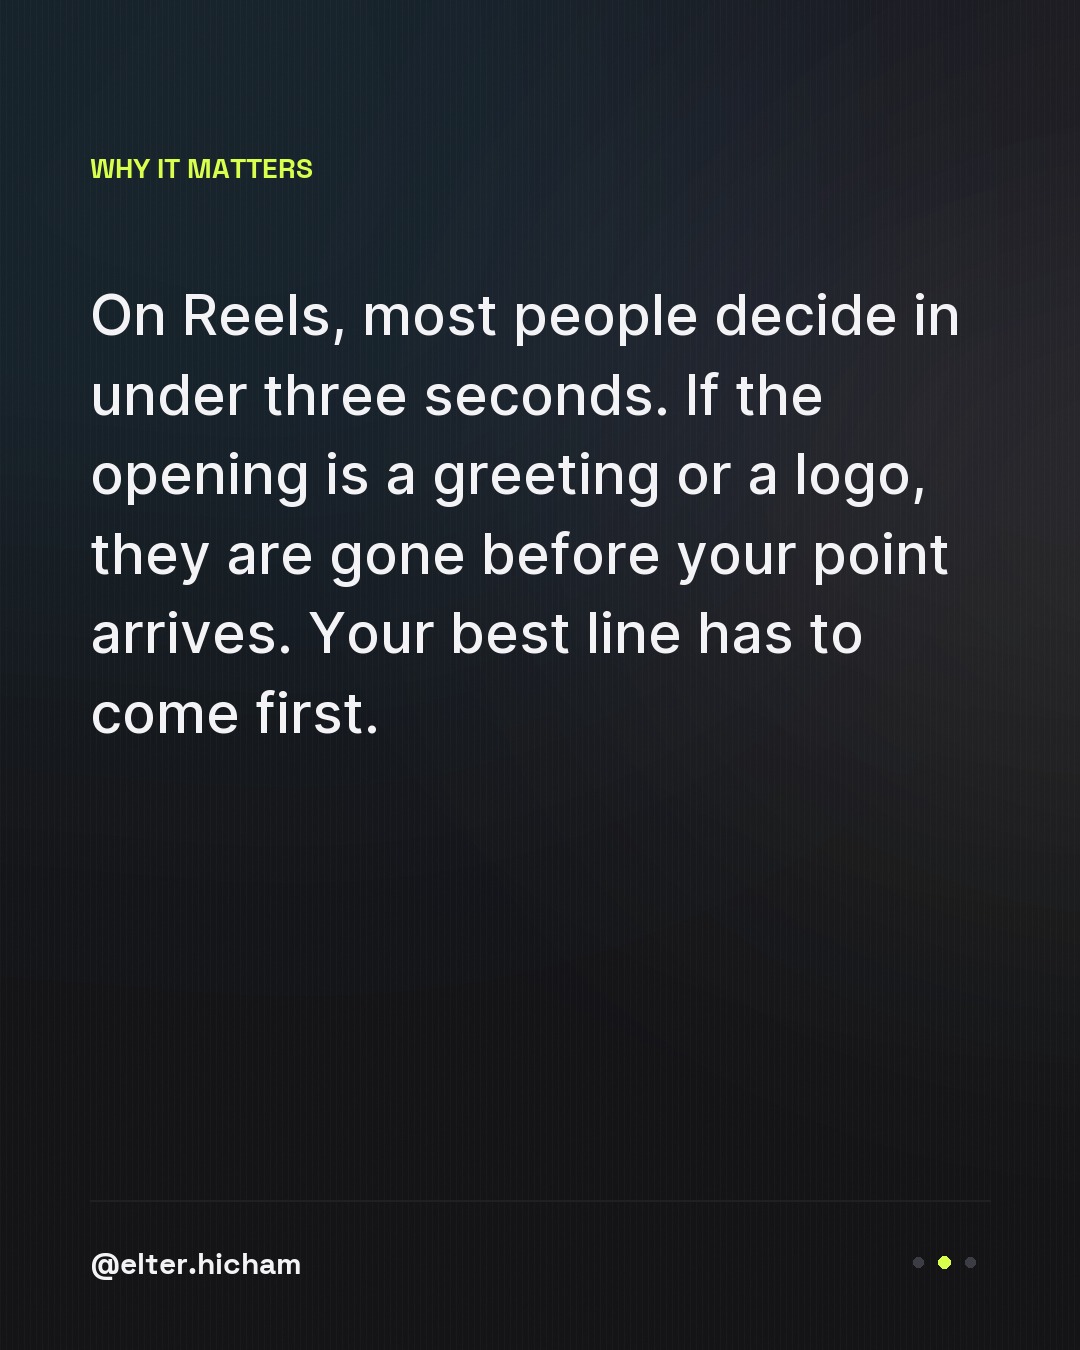 WHY IT MATTERS
On Reels, most people decide in
under three seconds. If the
opening is a greeting or a logo,
they are gone before your point
arrives. Your best line has to
come first.
@elter.hicham